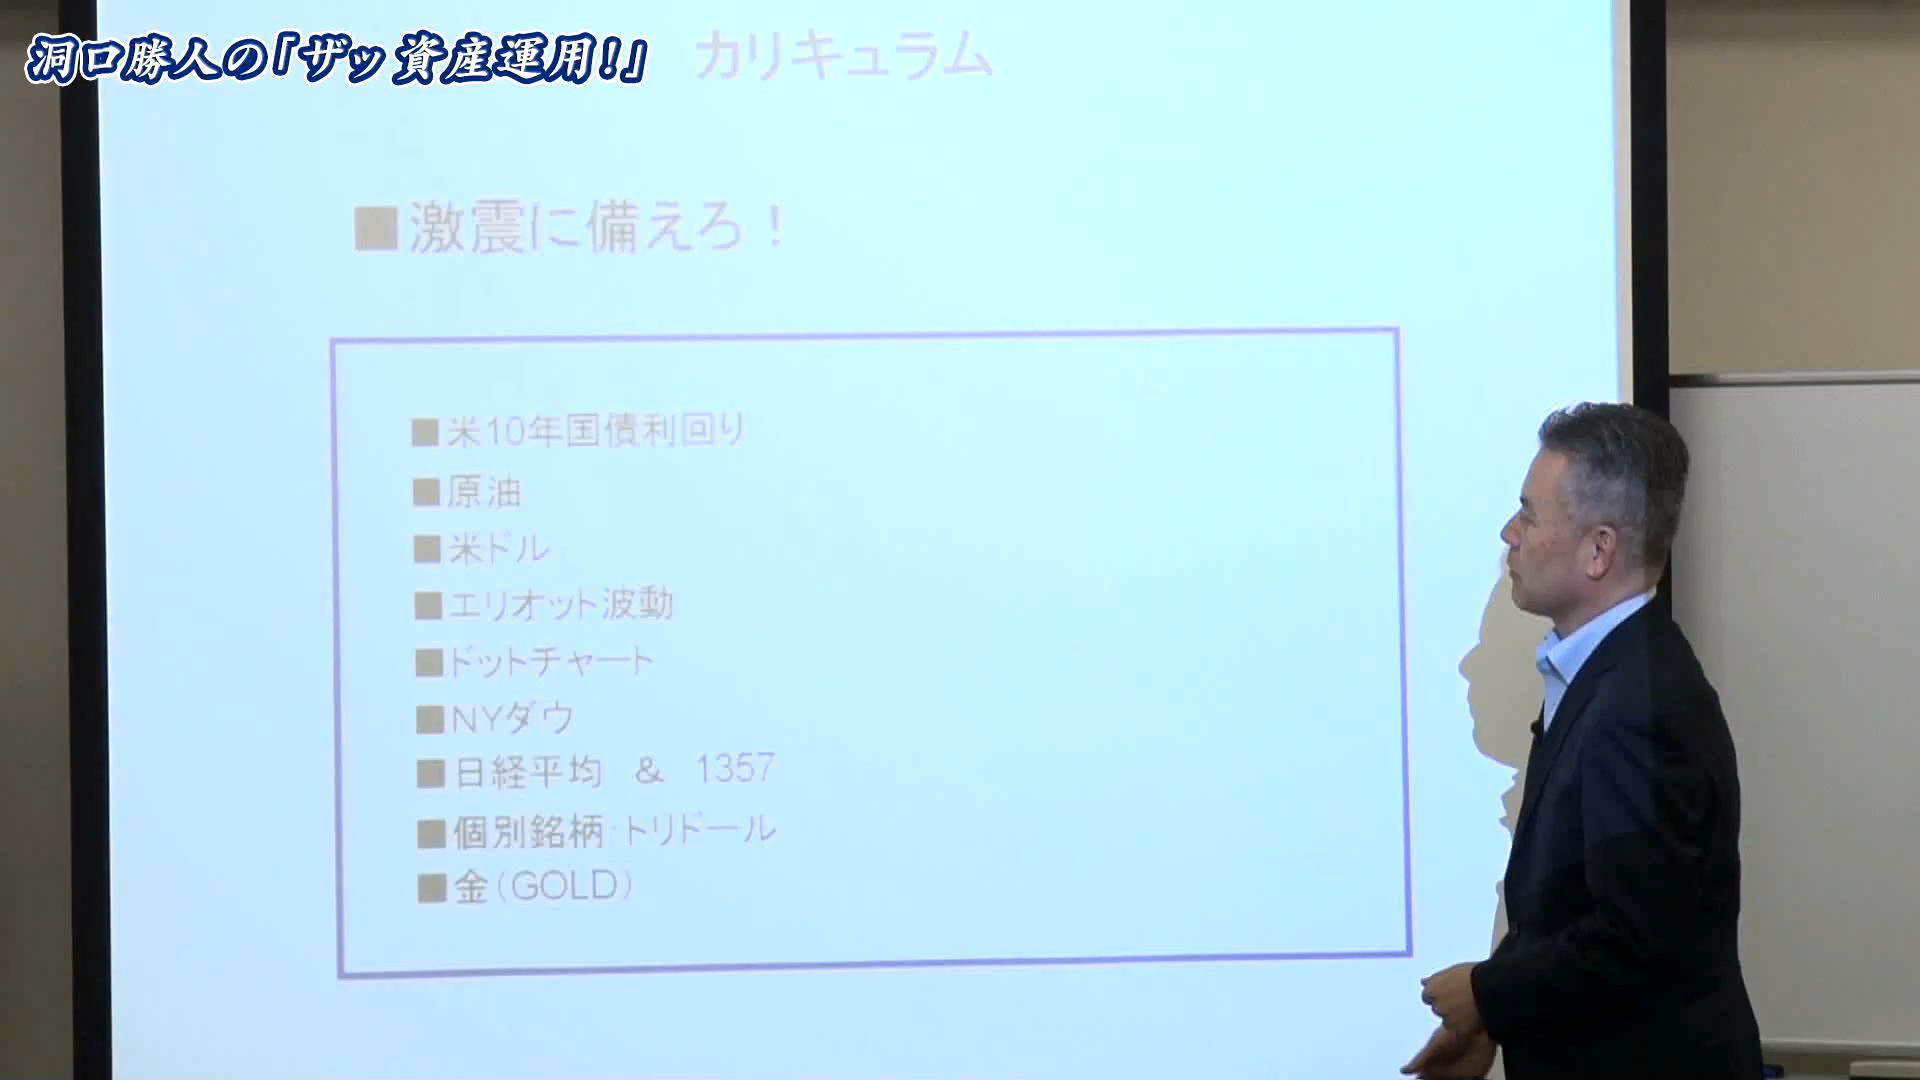 洞口勝人の「ザッ資産運用!」
カリキュラム
■激震に備えろ！
■米10年国債利回り
■原油
■米ドル
■エリオット波動
■ドットチャート
■NYダウ
■日経平均　＆　1357
■個別銘柄・トリドール
■金（GOLD）